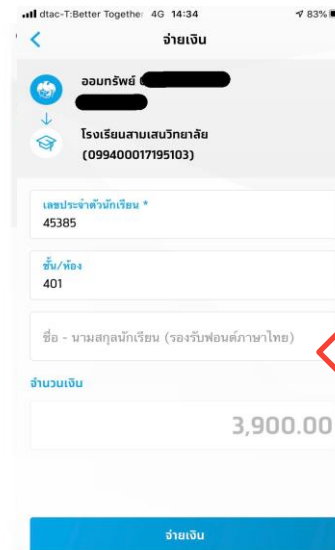 dtac-T:Better Together 4G 14:34 83%
จ่ายเงิน
ออมทรัพย์
โรงเรียนสามเสนวิทยาลัย
(099400017195103)
เลขประจำตัวนักเรียน *
45385
ชั้น/ห้อง
401
ชื่อ - นามสกุลนักเรียน (รองรับฟอนต์ภาษาไทย)
จำนวนเงิน
3,900.00
จ่ายเงิน